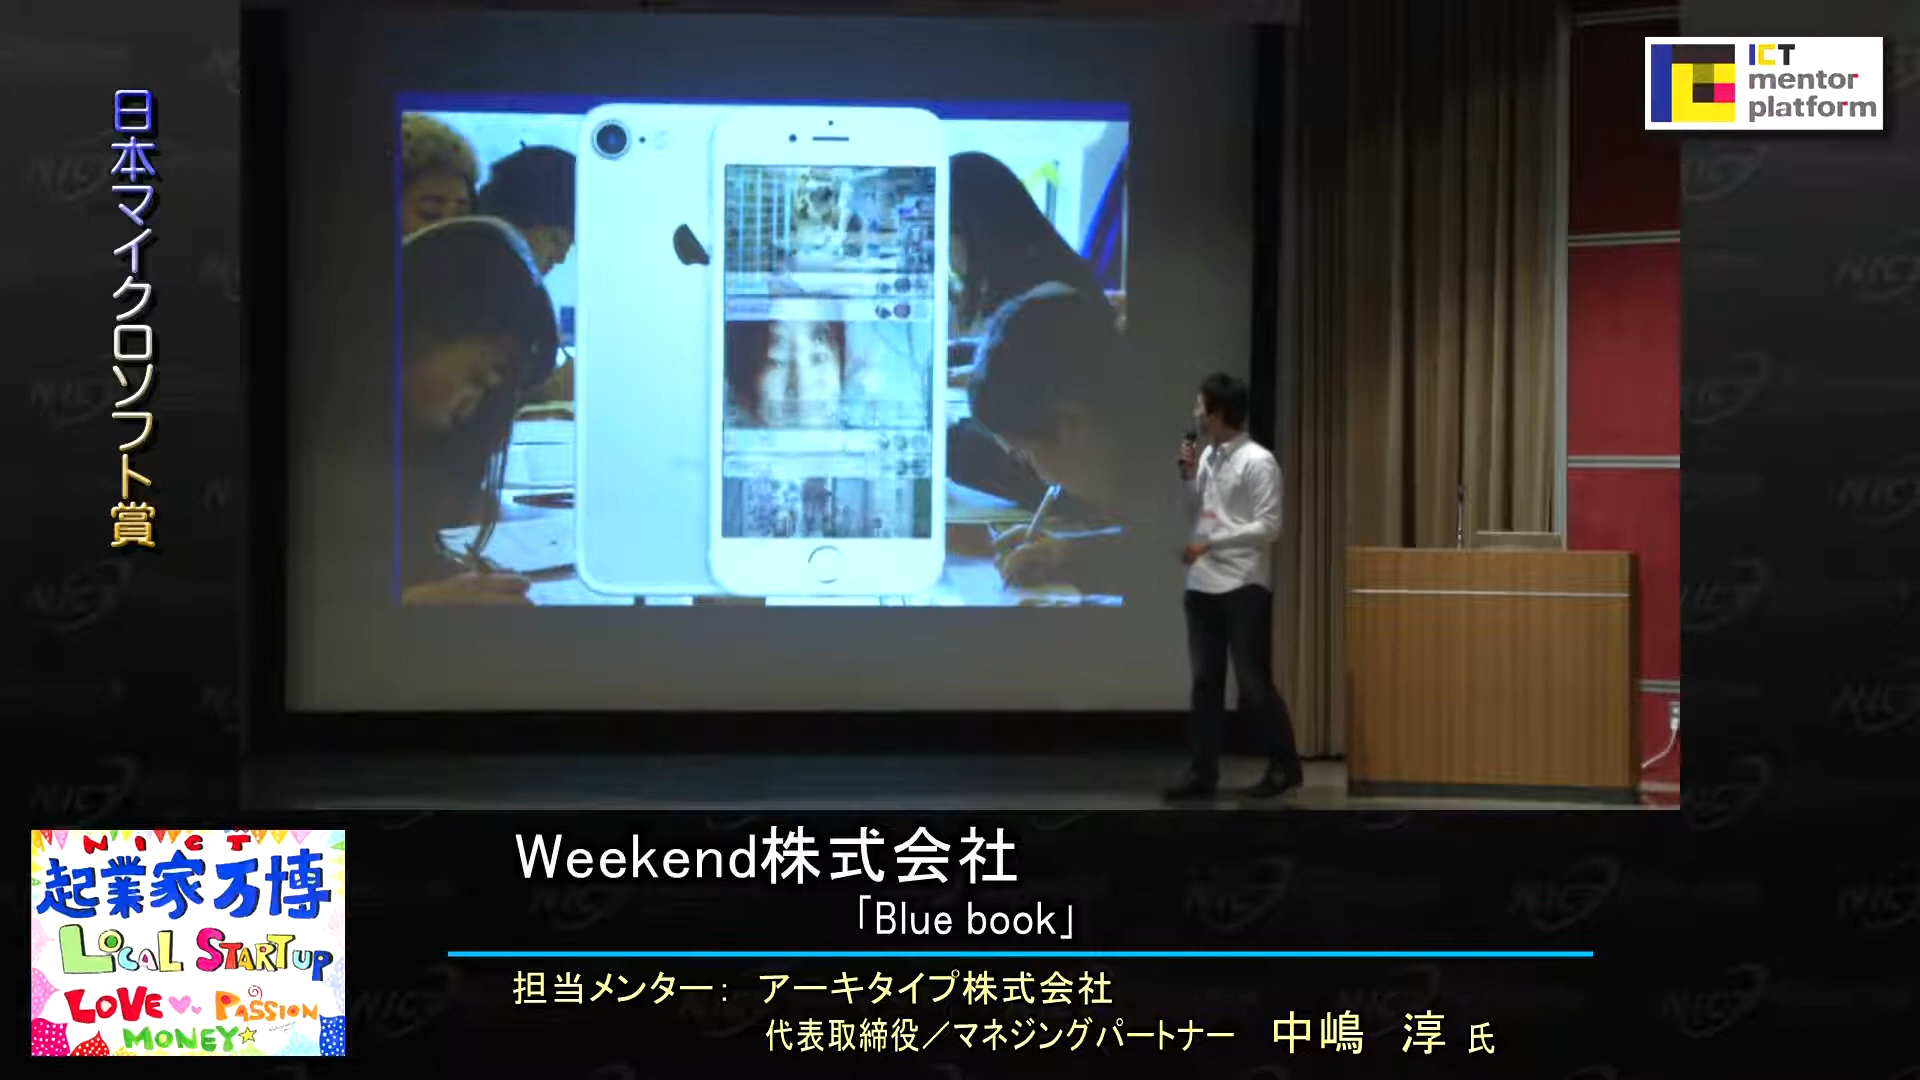 日本マイクロソフト賞
ICT
mentor
platform
NICT
起業家万博
LOCAL STARTUP
LOVE PASSION
MONEY
Weekend株式会社
「Blue book」
担当メンター： アーキタイプ株式会社
代表取締役／マネジングパートナー 中嶋 淳 氏